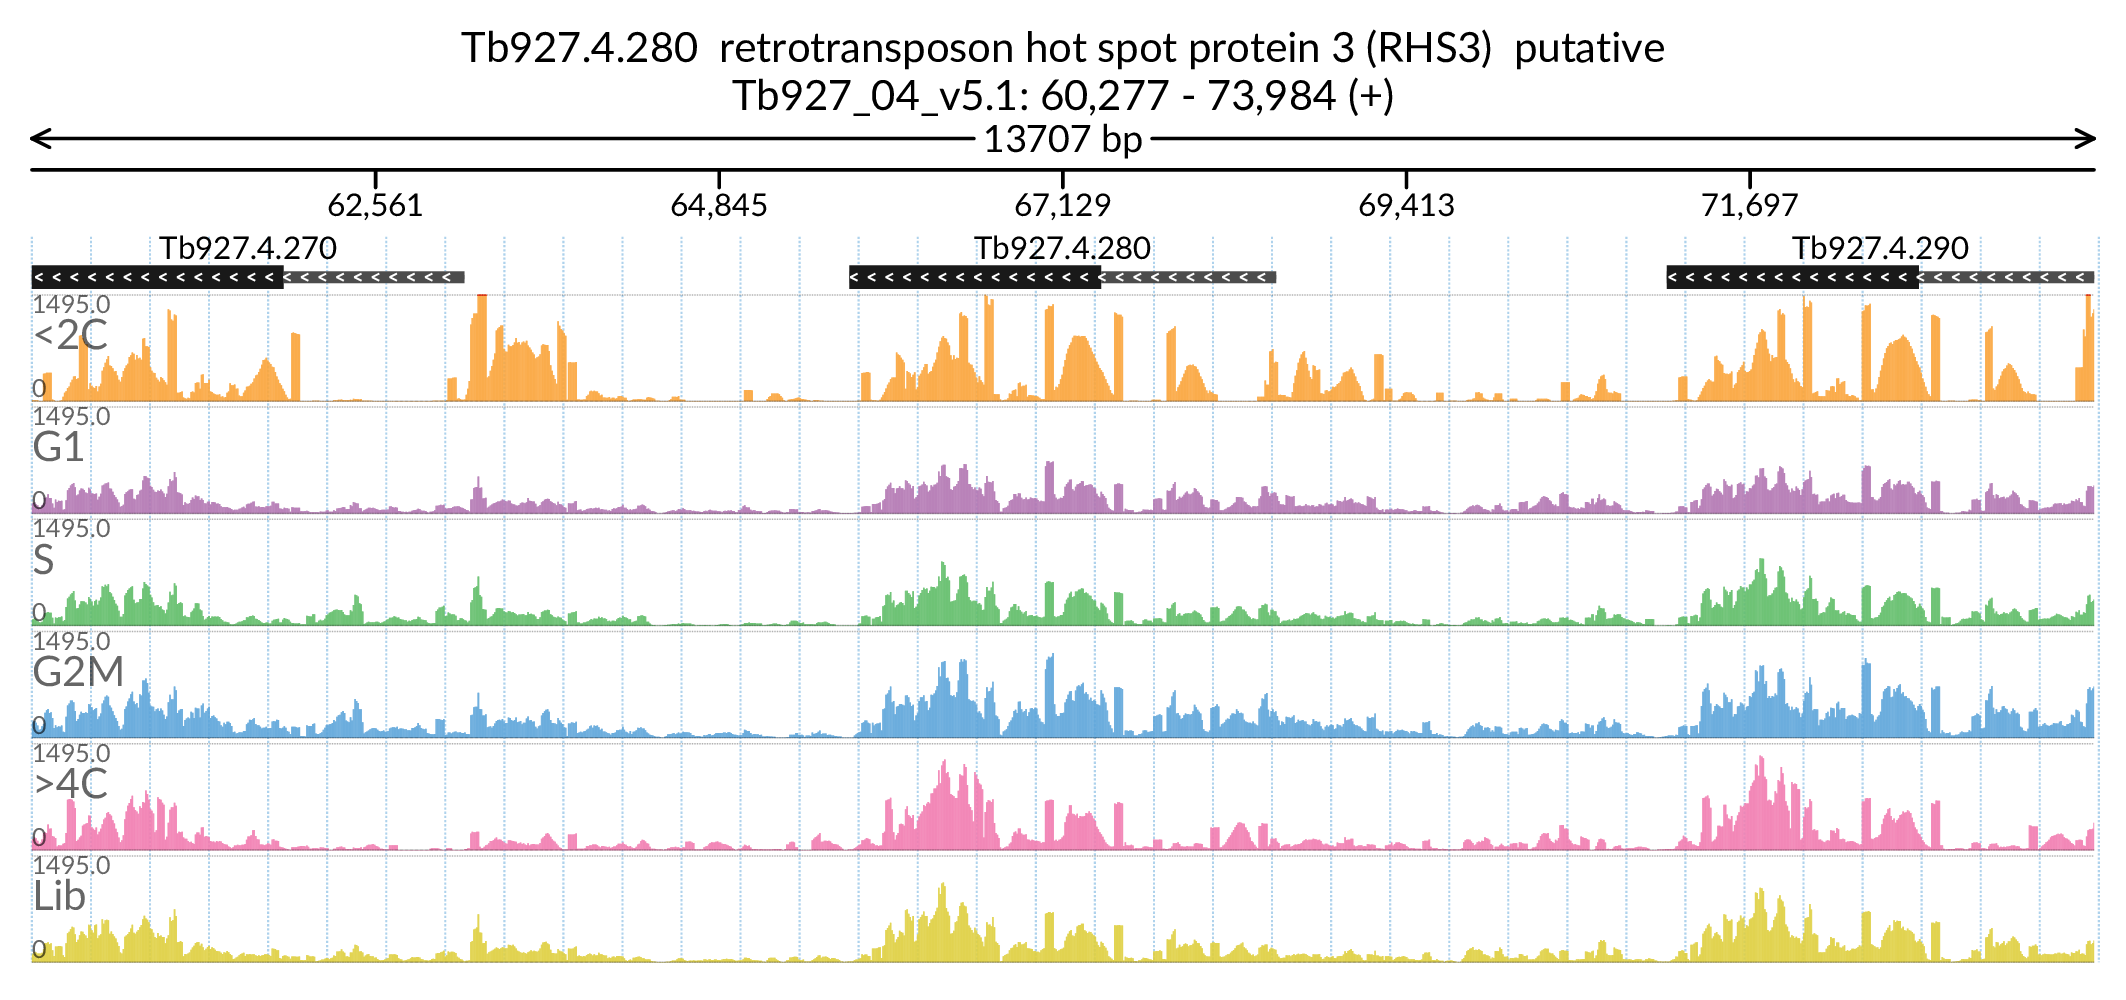 Tb927.4.280 retrotransposon hot spot protein 3 (RHS3) putative
Tb927_04_v5.1: 60,277 - 73,984 (+)
13707 bp
62,561 64,845 67,129 69,413 71,697
Tb927.4.270 Tb927.4.280 Tb927.4.290
1495.0
<2C
0
1495.0
G1
0
1495.0
S
0
1495.0
G2M
0
1495.0
>4C
0
1495.0
Lib
0